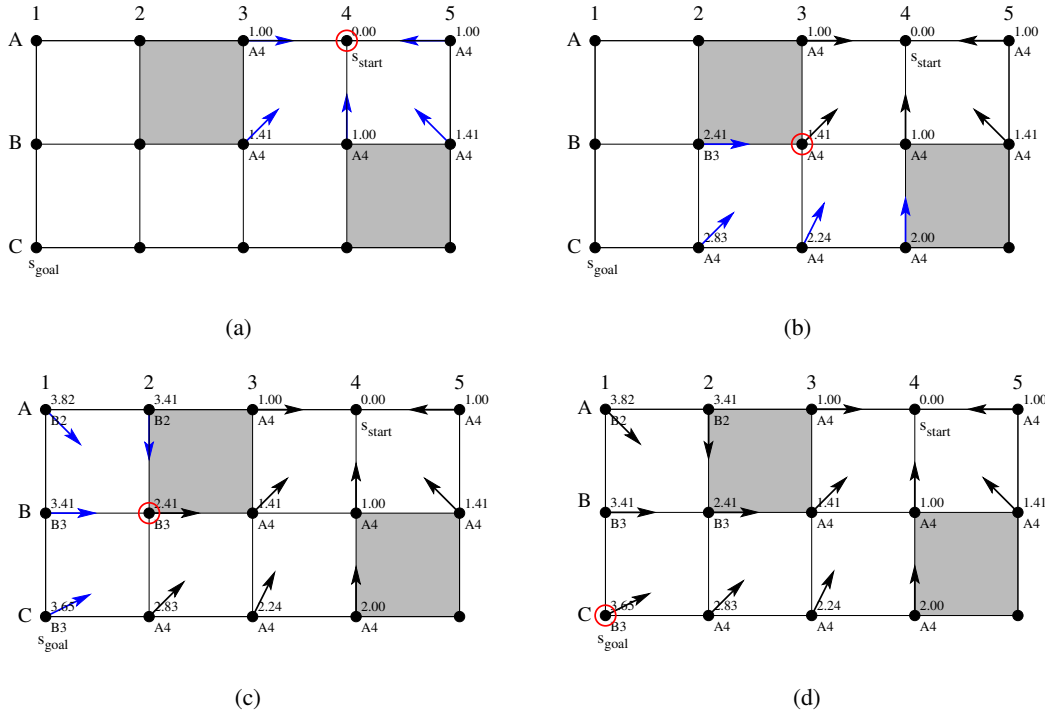 1 2 3 4 5
A 1.00 0.00 1.00
A4 s_start A4
B 1.41 1.00 1.41
A4 A4 A4
C
s_goal
(a)
1 2 3 4 5
A 1.00 0.00 1.00
A4 s_start A4
B 2.41 1.41 1.00 1.41
B3 A4 A4 A4
C 2.83 2.24 2.00
s_goal A4 A4 A4
(b)
1 2 3 4 5
A 3.82 3.41 1.00 0.00 1.00
B2 B2 A4 s_start A4
B 3.41 2.41 1.41 1.00 1.41
B3 B3 A4 A4 A4
C 3.65 2.83 2.24 2.00
B3 A4 A4 A4
s_goal
(c)
1 2 3 4 5
A 3.82 3.41 1.00 0.00 1.00
B2 B2 A4 s_start A4
B 3.41 2.41 1.41 1.00 1.41
B3 B3 A4 A4 A4
C 3.65 2.83 2.24 2.00
B3 A4 A4 A4
s_goal
(d)